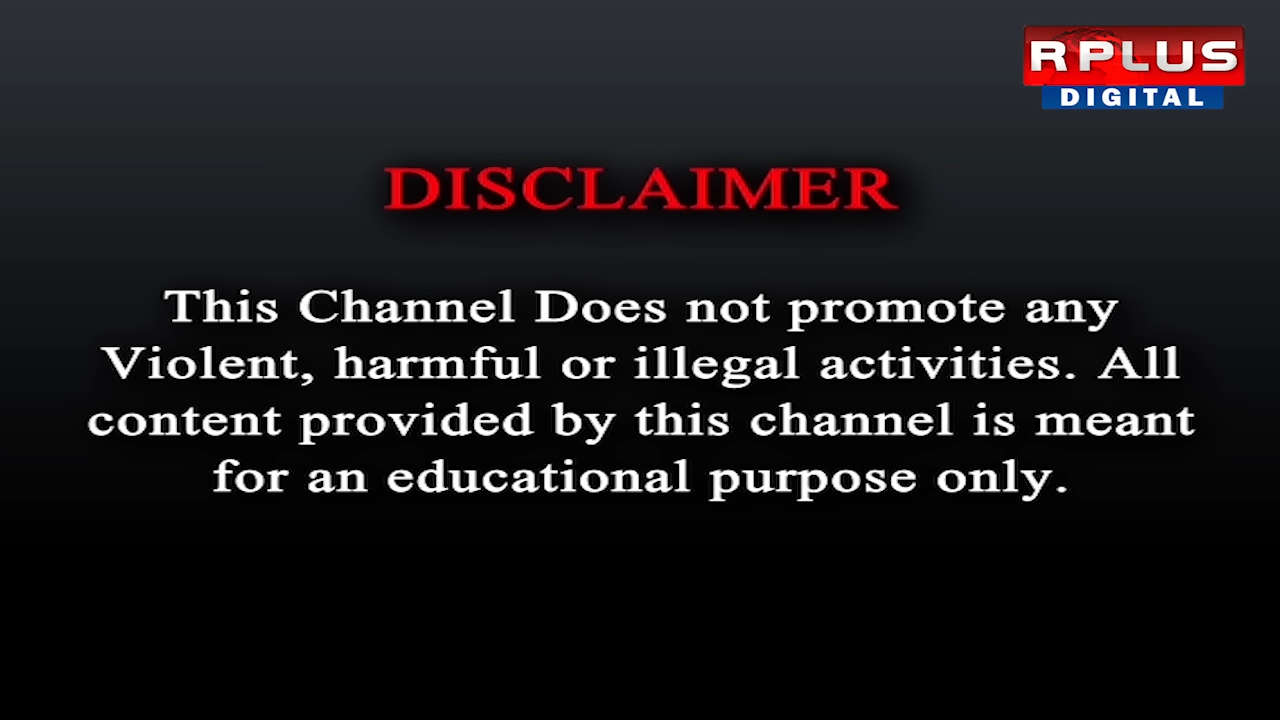 RPLUS
DIGITAL
DISCLAIMER
This Channel Does not promote any
Violent, harmful or illegal activities. All
content provided by this channel is meant
for an educational purpose only.